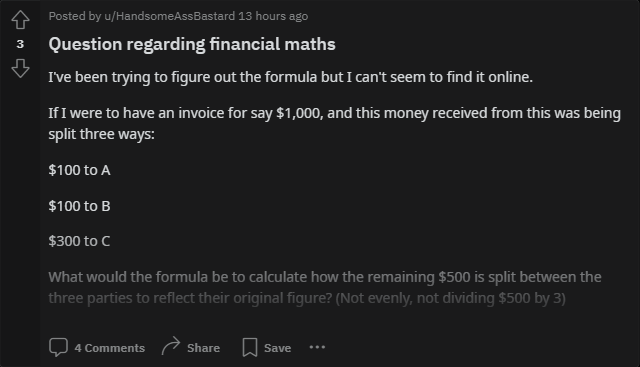 Posted by u/HandsomeAssBastard 13 hours ago
3
Question regarding financial maths
I've been trying to figure out the formula but I can't seem to find it online.
If I were to have an invoice for say $1,000, and this money received from this was being
split three ways:
$100 to A
$100 to B
$300 to C
What would the formula be to calculate how the remaining $500 is split between the
three parties to reflect their original figure? (Not evenly, not dividing $500 by 3)
4 Comments Share Save